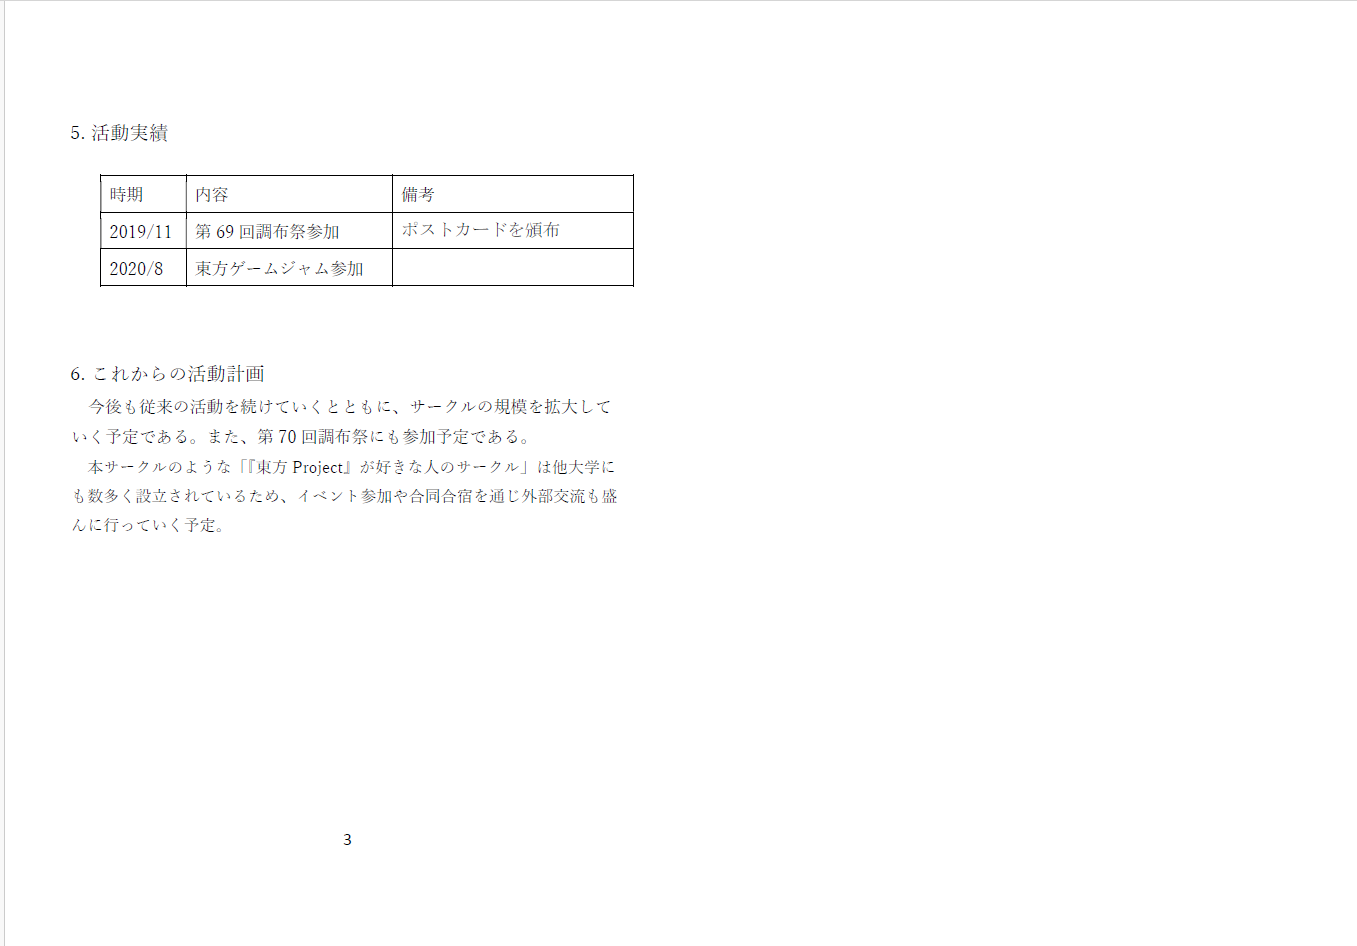 5. 活動実績
時期 内容 備考
2019/11 第 69 回調布祭参加 ポストカードを頒布
2020/8 東方ゲームジャム参加
6. これからの活動計画
今後も従来の活動を続けていくとともに、サークルの規模を拡大して
いく予定である。また、第 70 回調布祭にも参加予定である。
本サークルのような「『東方 Project』が好きな人のサークル」は他大学に
も数多く設立されているため、イベント参加や合同合宿を通じ外部交流も盛
んに行っていく予定。
3